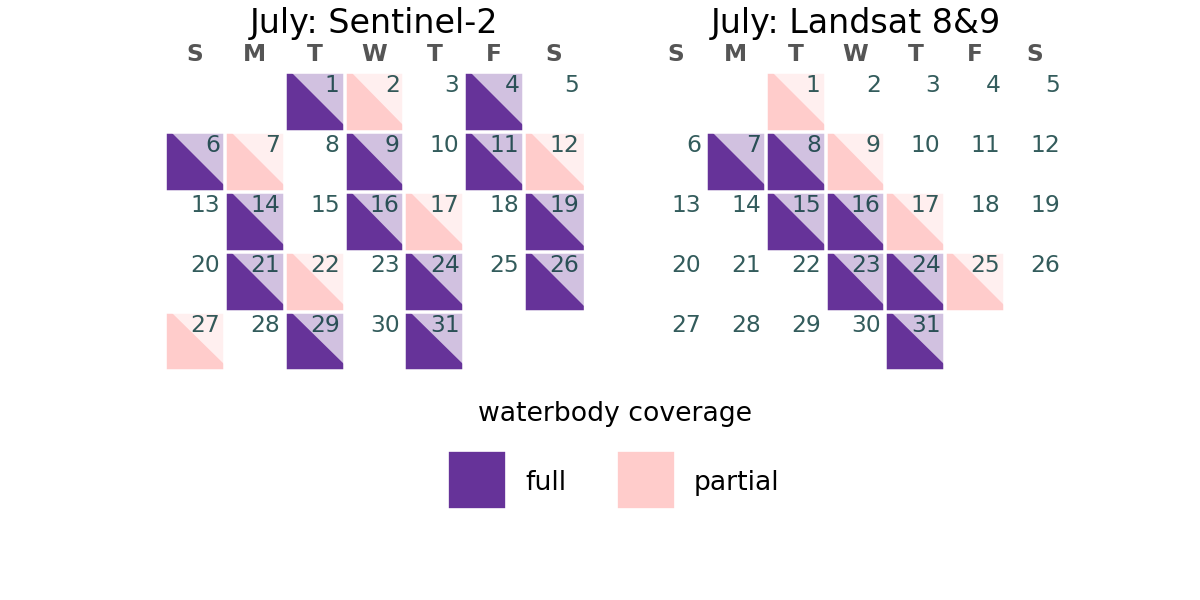 July: Sentinel-2
S M T W T F S
1 2 3 4 5
6 7 8 9 10 11 12
13 14 15 16 17 18 19
20 21 22 23 24 25 26
27 28 29 30 31
July: Landsat 8&9
S M T W T F S
1 2 3 4 5
6 7 8 9 10 11 12
13 14 15 16 17 18 19
20 21 22 23 24 25 26
27 28 29 30 31
waterbody coverage
full partial